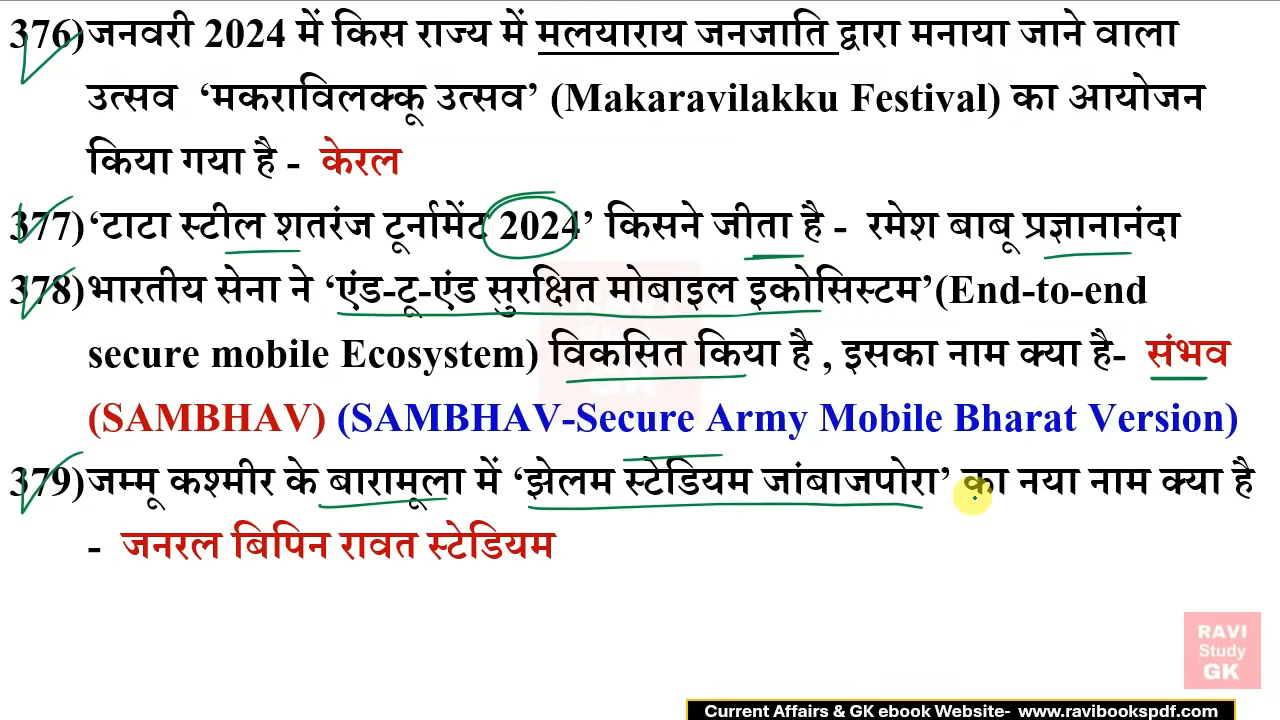 376)जनवरी 2024 में किस राज्य में मलयाराय जनजाति द्वारा मनाया जाने वाला
उत्सव ‘मकराविलक्कू उत्सव’ (Makaravilakku Festival) का आयोजन
किया गया है - केरल
377)‘टाटा स्टील शतरंज टूर्नामेंट 2024’ किसने जीता है - रमेश बाबू प्रज्ञानानंदा
378)भारतीय सेना ने ‘एंड-टू-एंड सुरक्षित मोबाइल इकोसिस्टम’(End-to-end
secure mobile Ecosystem) विकसित किया है , इसका नाम क्या है- संभव
(SAMBHAV) (SAMBHAV-Secure Army Mobile Bharat Version)
379)जम्मू कश्मीर के बारामूला में ‘झेलम स्टेडियम जांबाजपोरा’ का नया नाम क्या है
- जनरल बिपिन रावत स्टेडियम
RAVI
Study
GK
Current Affairs & GK ebook Website- www.ravibookspdf.com